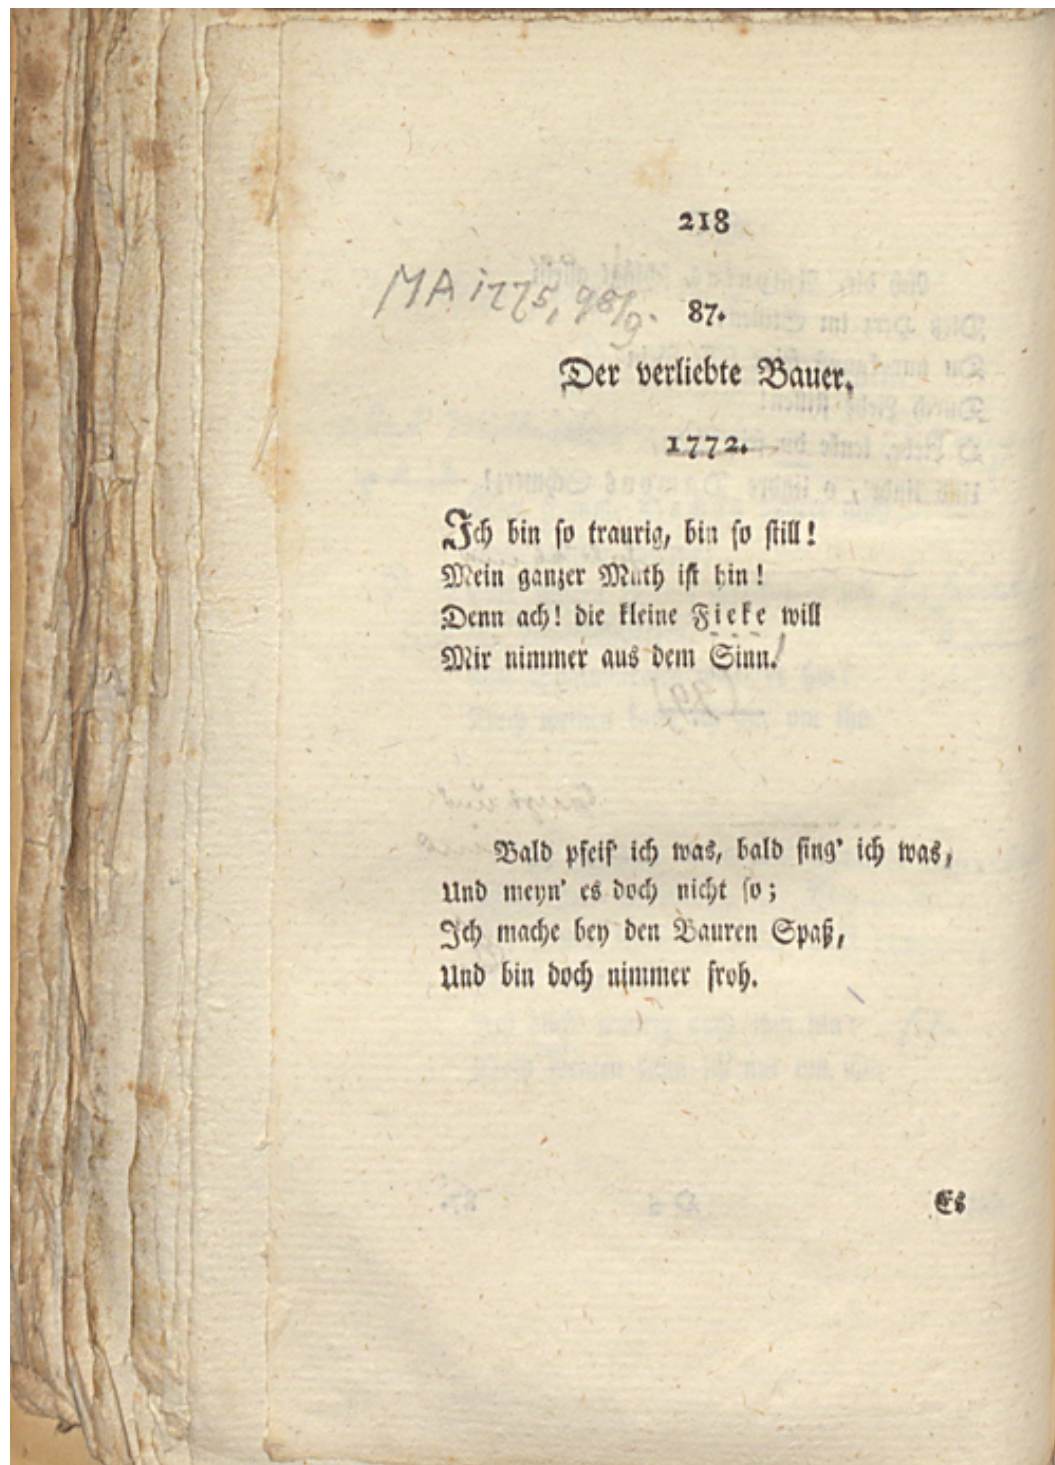 218
MA 1775, 98/9.
87.
Der verliebte Bauer.
1772.
Ich bin ſo traurig, bin ſo ſtill!
Mein ganzer Muth iſt hin!
Denn ach! die kleine Fieke will
Mir nimmer aus dem Sinn.
Bald pfeif' ich was, bald ſing' ich was,
Und meyn' es doch nicht ſo;
Ich mache bey den Bauren Spaß,
Und bin doch nimmer froh.
Es